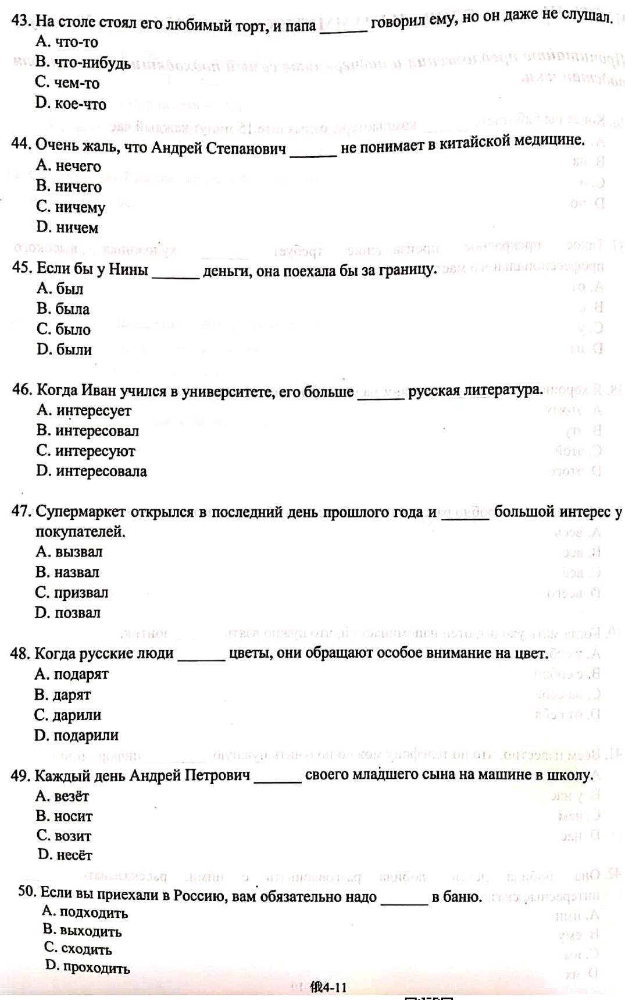 43. На столе стоял его любимый торт, и папа ______ говорил ему, но он даже не слушал.
A. что-то
B. что-нибудь
C. чем-то
D. кое-что
44. Очень жаль, что Андрей Степанович ______ не понимает в китайской медицине.
A. нечего
B. ничего
C. ничему
D. ничем
45. Если бы у Нины ______ деньги, она поехала бы за границу.
A. был
B. была
C. было
D. были
46. Когда Иван учился в университете, его больше ______ русская литература.
A. интересует
B. интересовал
C. интересуют
D. интересовала
47. Супермаркет открылся в последний день прошлого года и ______ большой интерес у
покупателей.
A. вызвал
B. назвал
C. призвал
D. позвал
48. Когда русские люди ______ цветы, они обращают особое внимание на цвет.
A. подарят
B. дарят
C. дарили
D. подарили
49. Каждый день Андрей Петрович ______ своего младшего сына на машине в школу.
A. везёт
B. носит
C. возит
D. несёт
50. Если вы приехали в Россию, вам обязательно надо ______ в баню.
A. подходить
B. выходить
C. сходить
D. проходить
俄4-11